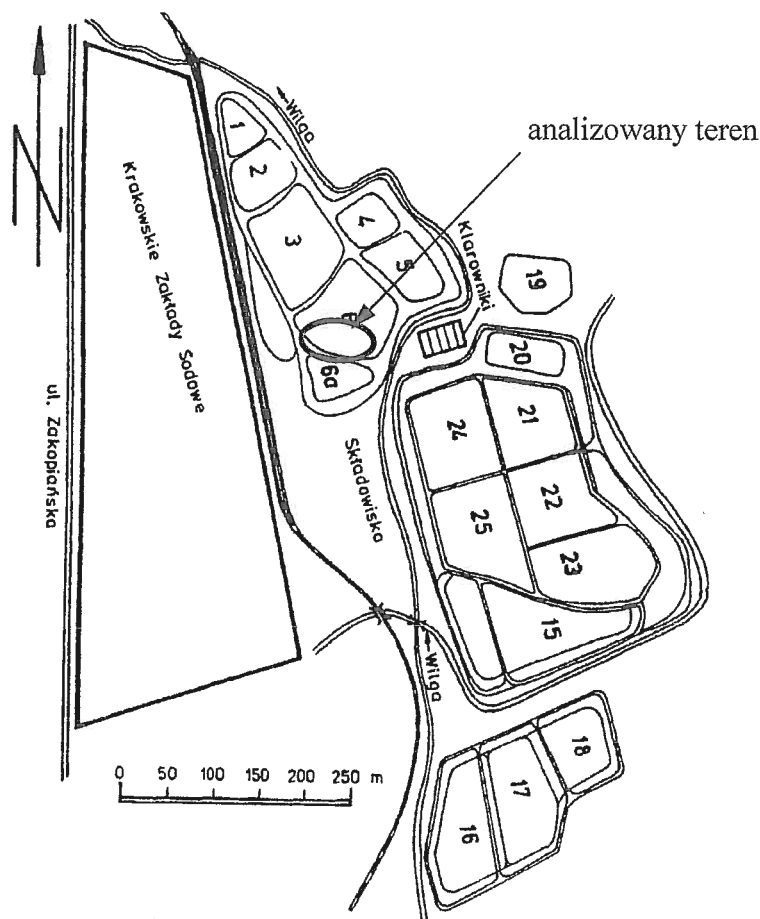 Wilga
analizowany teren
1
2
3
4
5
6
6a
Krakowskie Zakłady Sodowe
Klarowniki
19
20
21
24
22
25
23
15
ul. Zakopiańska
Składowiska
Wilga
18
17
16
0 50 100 150 200 250 m